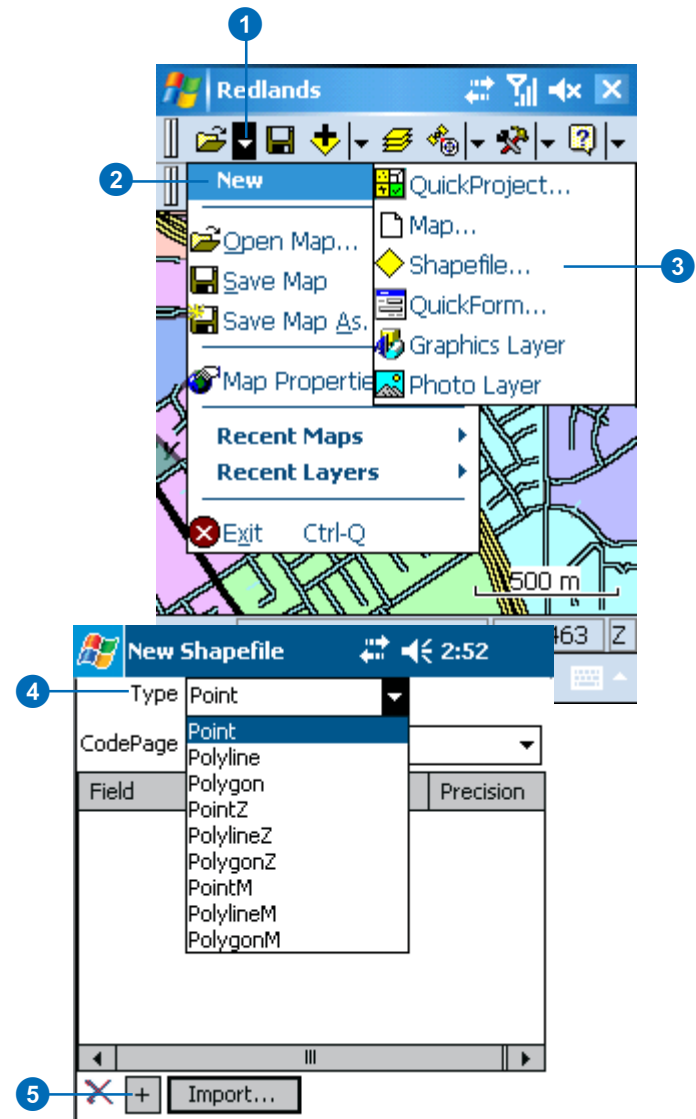 1
Redlands
2
New
QuickProject...
Map...
Shapefile...
3
QuickForm...
Graphics Layer
Photo Layer
Open Map...
Save Map
Save Map As.
Map Propertie
Recent Maps
Recent Layers
Exit Ctrl-Q
500 m
463 Z
New Shapefile 2:52
4
Type Point
CodePage
Point
Polyline
Polygon
PointZ
PolylineZ
PolygonZ
PointM
PolylineM
PolygonM
Field Precision
5
+ Import...